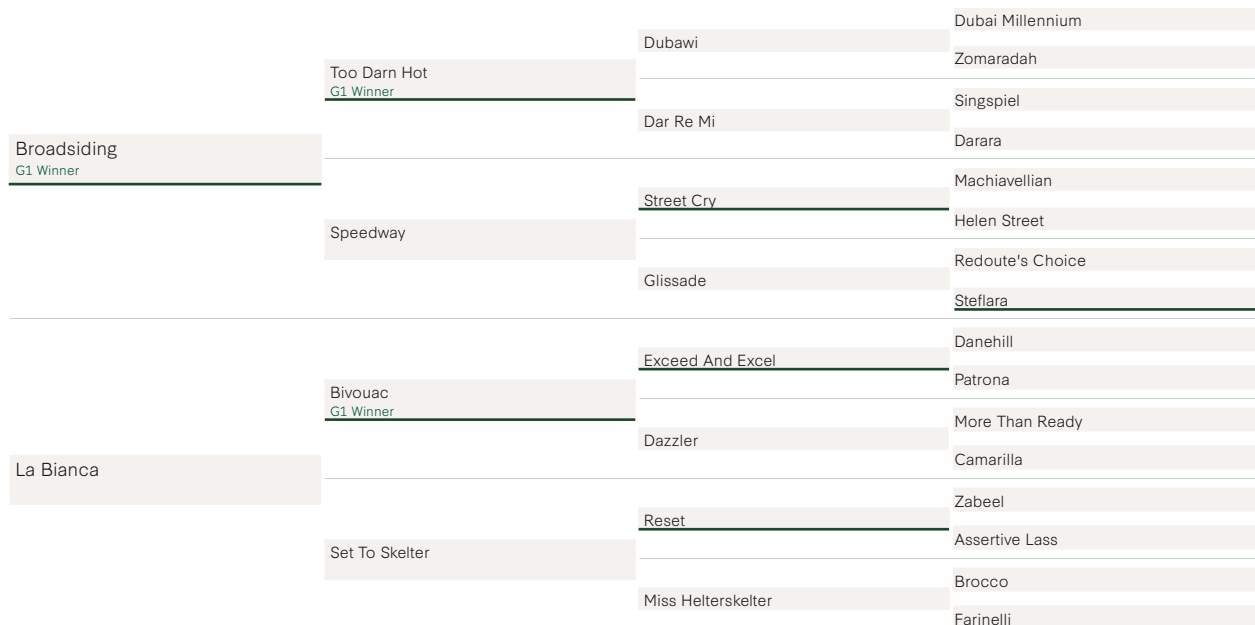 Broadsiding
G1 Winner
La Bianca
Too Darn Hot
G1 Winner
Speedway
Bivouac
G1 Winner
Set To Skelter
Dubawi
Dar Re Mi
Street Cry
Glissade
Exceed And Excel
Dazzler
Reset
Miss Helterskelter
Dubai Millennium
Zomaradah
Singspiel
Darara
Machiavellian
Helen Street
Redoute's Choice
Steflara
Danehill
Patrona
More Than Ready
Camarilla
Zabeel
Assertive Lass
Brocco
Farinelli